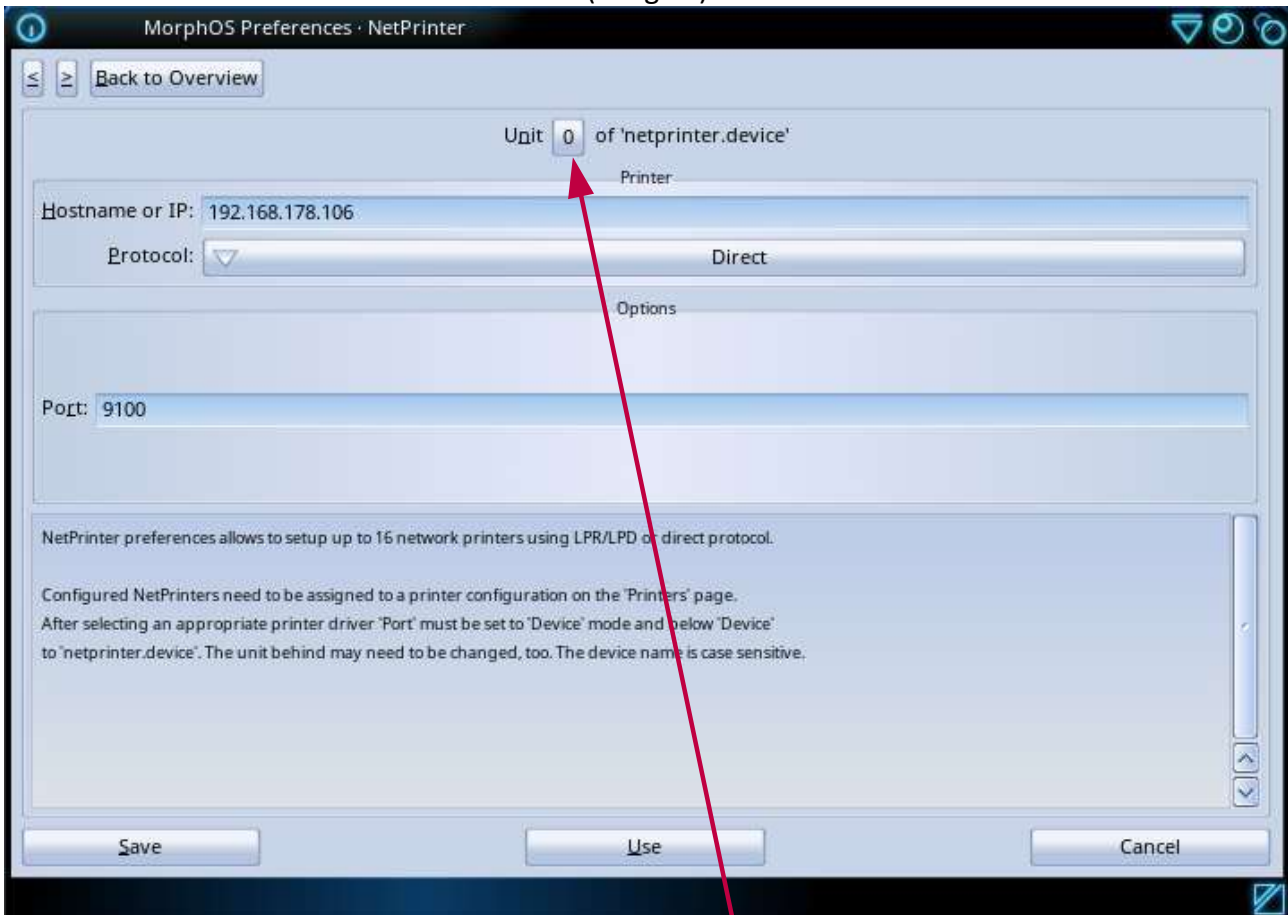 MorphOS Preferences · NetPrinter
< > Back to Overview
Unit 0 of 'netprinter.device'
Printer
Hostname or IP: 192.168.178.106
Protocol: Direct
Options
Port: 9100
NetPrinter preferences allows to setup up to 16 network printers using LPR/LPD or direct protocol.
Configured NetPrinters need to be assigned to a printer configuration on the 'Printers' page.
After selecting an appropriate printer driver 'Port' must be set to 'Device' mode and below 'Device'
to 'netprinter.device'. The unit behind may need to be changed, too. The device name is case sensitive.
Save Use Cancel